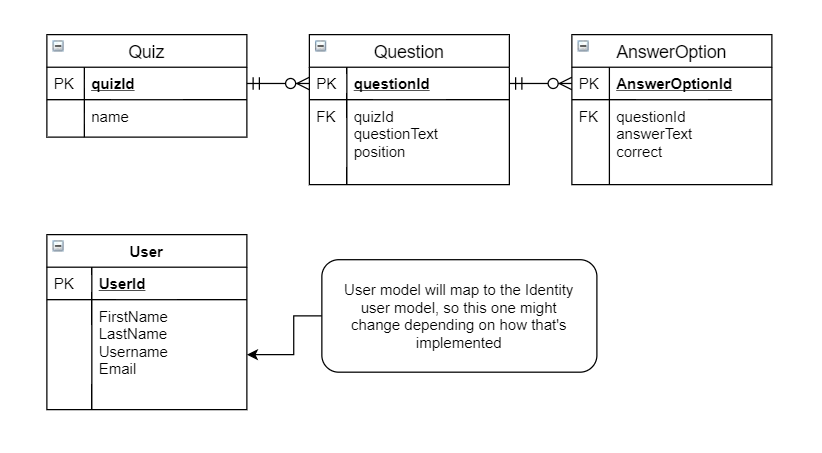 Quiz
PK quizId
name
Question
PK questionId
FK quizId
questionText
position
AnswerOption
PK AnswerOptionId
FK questionId
answerText
correct
User
PK UserId
FirstName
LastName
Username
Email
User model will map to the Identity
user model, so this one might
change depending on how that's
implemented